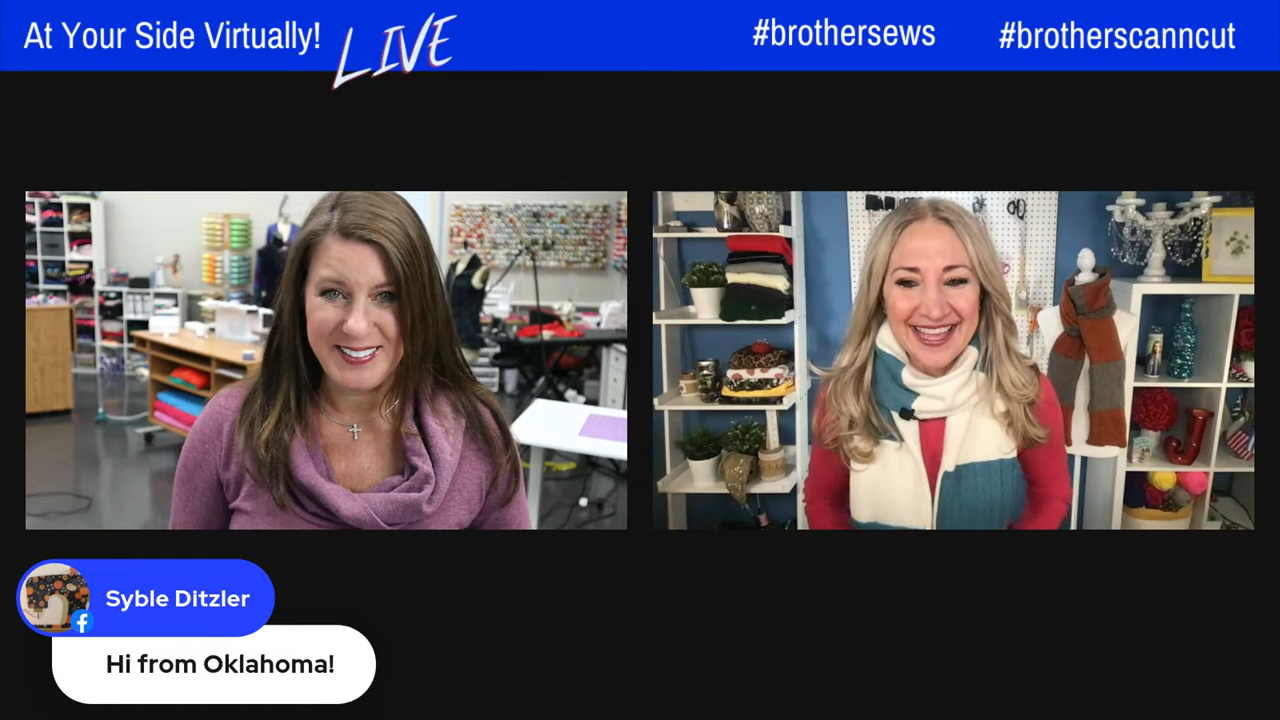 At Your Side Virtually! LIVE #brothersews #brotherscanncut
J
Syble Ditzler
Hi from Oklahoma!